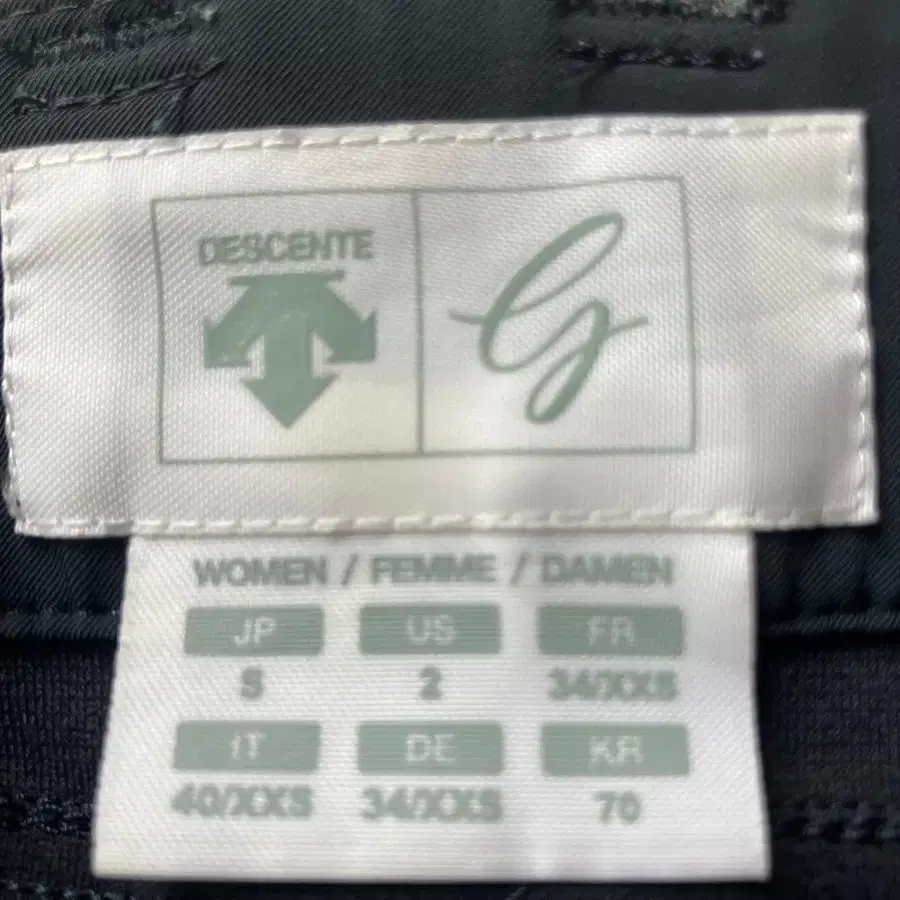 DESCENTE
WOMEN / FEMME / DAMEN
JP US FR
S 2 34/XXS
IT DE KR
40/XXS 34/XXS 70